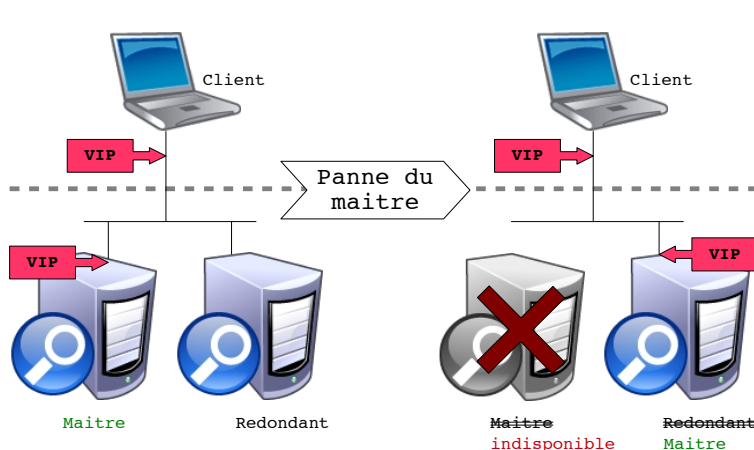 Client
Client
VIP
VIP
Panne du
maitre
VIP
VIP
Maitre
Redondant
Maitre
Redondant
indisponible
Maitre